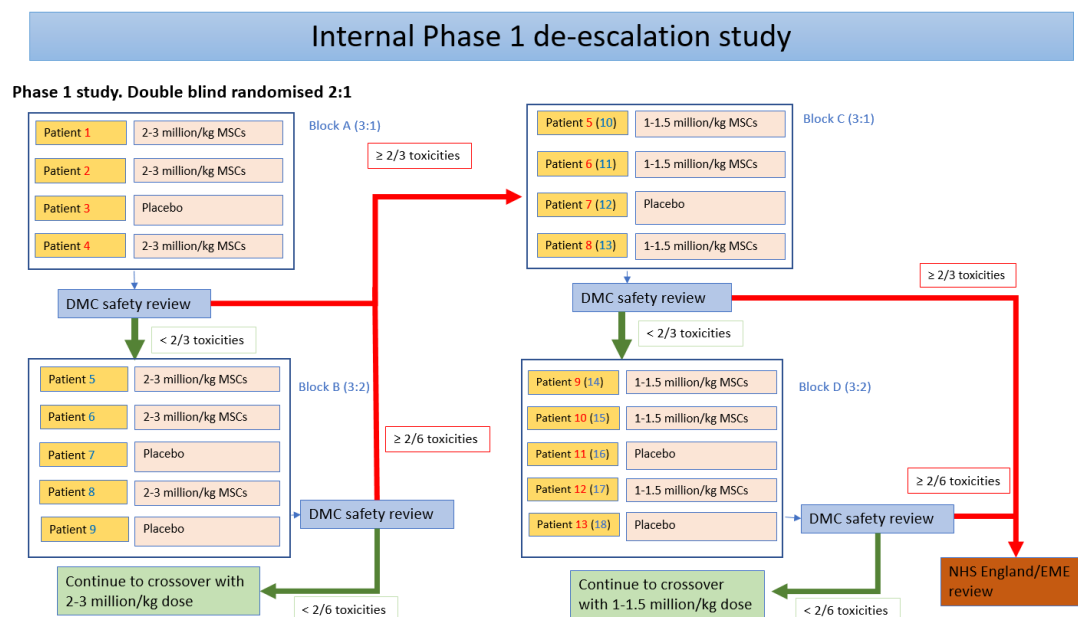 Internal Phase 1 de-escalation study
Phase 1 study. Double blind randomised 2:1
Block A (3:1)
Patient 1
2-3 million/kg MSCs
Patient 2
2-3 million/kg MSCs
Patient 3
Placebo
Patient 4
2-3 million/kg MSCs
DMC safety review
≥ 2/3 toxicities
< 2/3 toxicities
Block B (3:2)
Patient 5
2-3 million/kg MSCs
Patient 6
2-3 million/kg MSCs
Patient 7
Placebo
Patient 8
2-3 million/kg MSCs
Patient 9
Placebo
DMC safety review
≥ 2/6 toxicities
< 2/6 toxicities
Continue to crossover with
2-3 million/kg dose
Block C (3:1)
Patient 5 (10)
1-1.5 million/kg MSCs
Patient 6 (11)
1-1.5 million/kg MSCs
Patient 7 (12)
Placebo
Patient 8 (13)
1-1.5 million/kg MSCs
DMC safety review
≥ 2/3 toxicities
< 2/3 toxicities
Block D (3:2)
Patient 9 (14)
1-1.5 million/kg MSCs
Patient 10 (15)
1-1.5 million/kg MSCs
Patient 11 (16)
Placebo
Patient 12 (17)
1-1.5 million/kg MSCs
Patient 13 (18)
Placebo
DMC safety review
≥ 2/6 toxicities
< 2/6 toxicities
Continue to crossover
with 1-1.5 million/kg dose
NHS England/EME
review